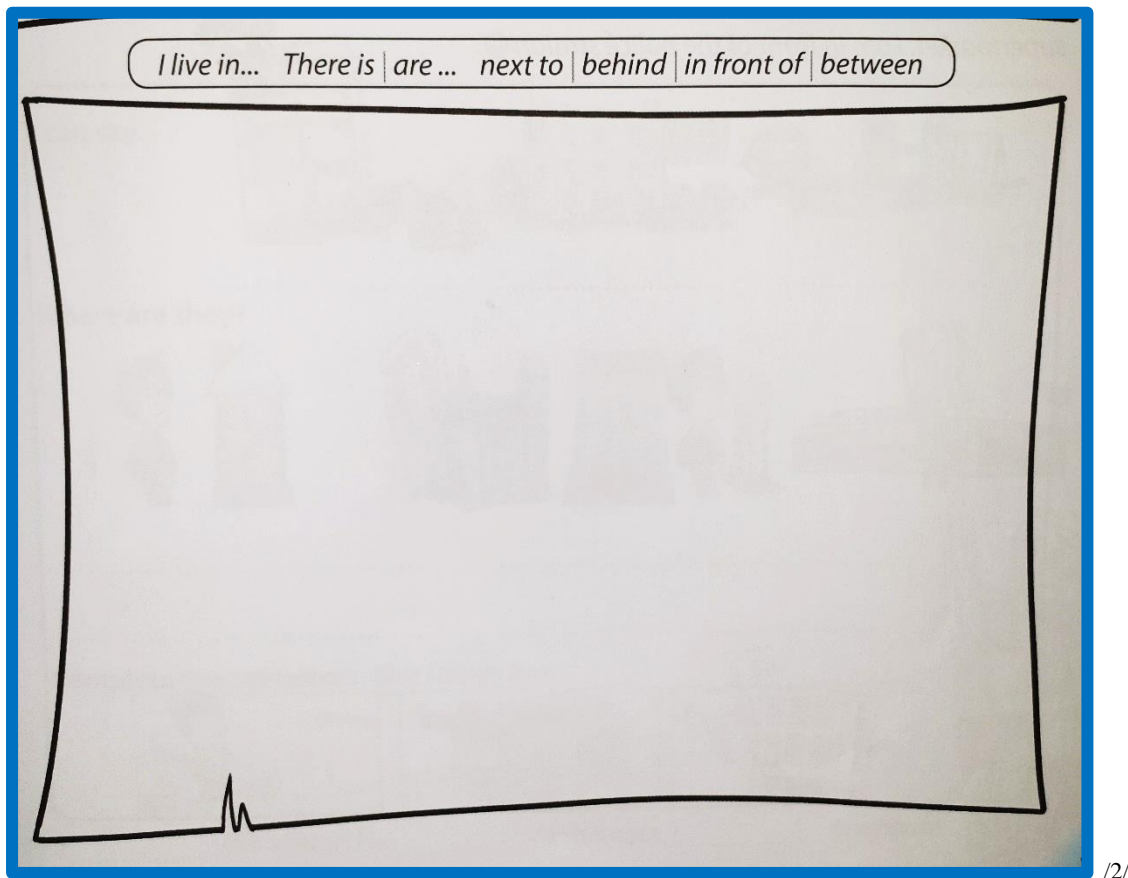 I live in... There is | are ... next to | behind | in front of | between
/2/